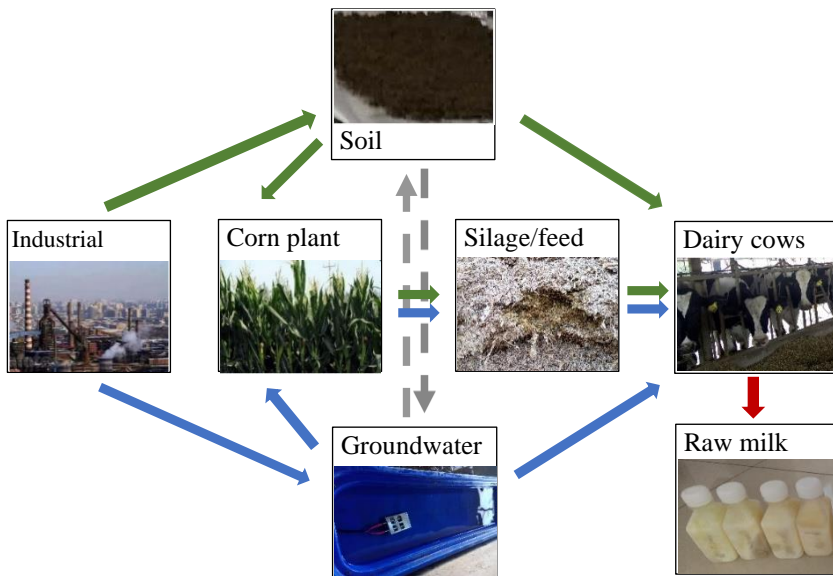 Soil
Industrial
Corn plant
Silage/feed
Dairy cows
Groundwater
Raw milk